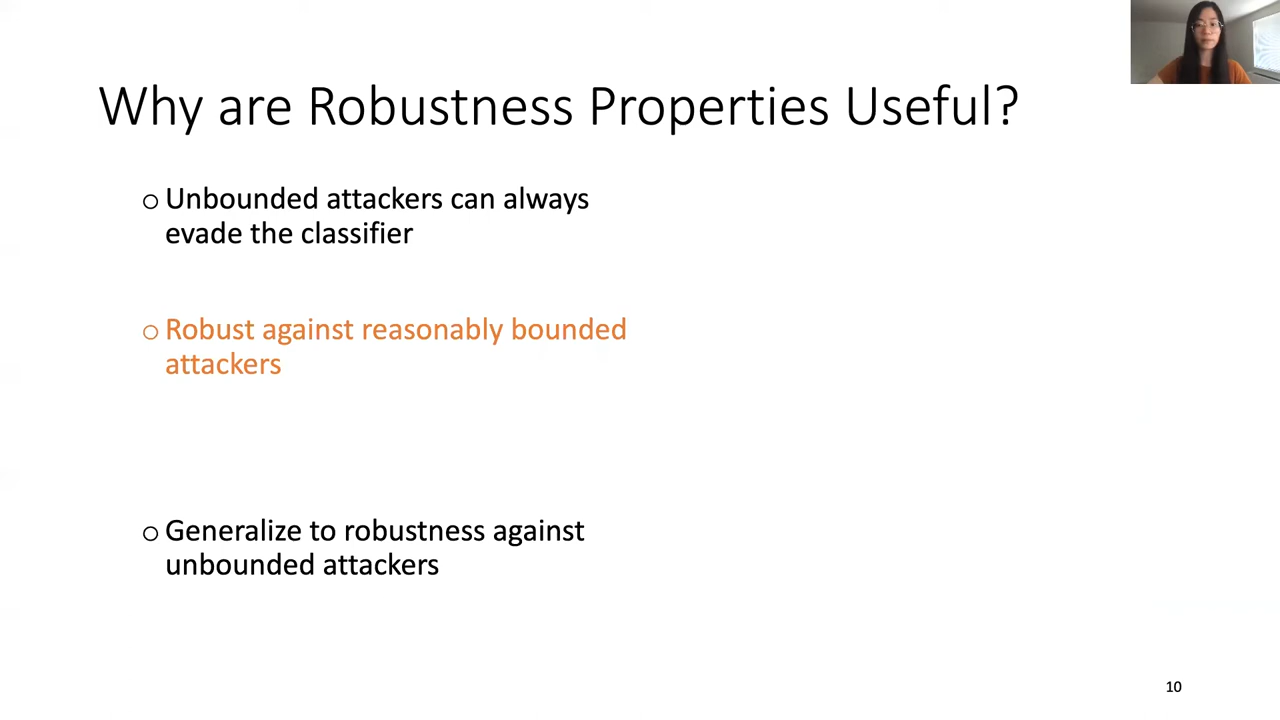 Why are Robustness Properties Useful?
○ Unbounded attackers can always
evade the classifier
○ Robust against reasonably bounded
attackers
○ Generalize to robustness against
unbounded attackers
10